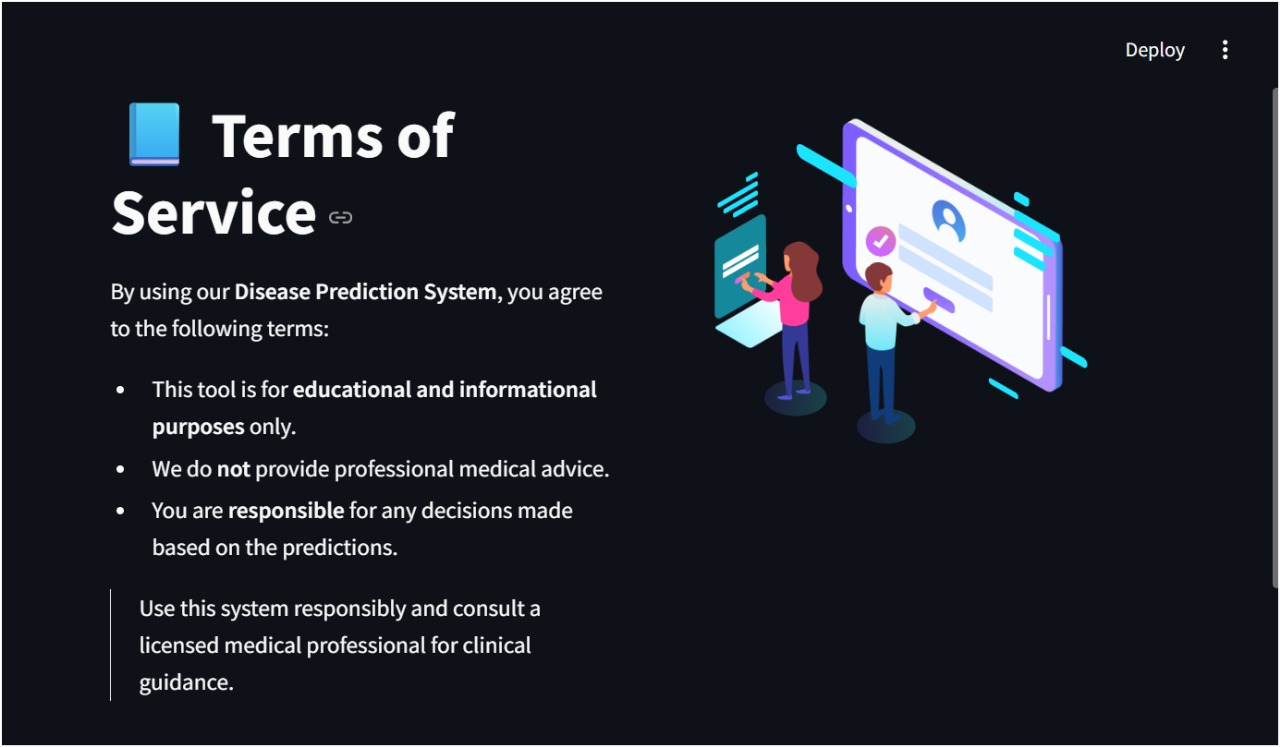 Deploy
📘 Terms of
Service
By using our Disease Prediction System, you agree
to the following terms:
• This tool is for educational and informational
purposes only.
• We do not provide professional medical advice.
• You are responsible for any decisions made
based on the predictions.
Use this system responsibly and consult a
licensed medical professional for clinical
guidance.